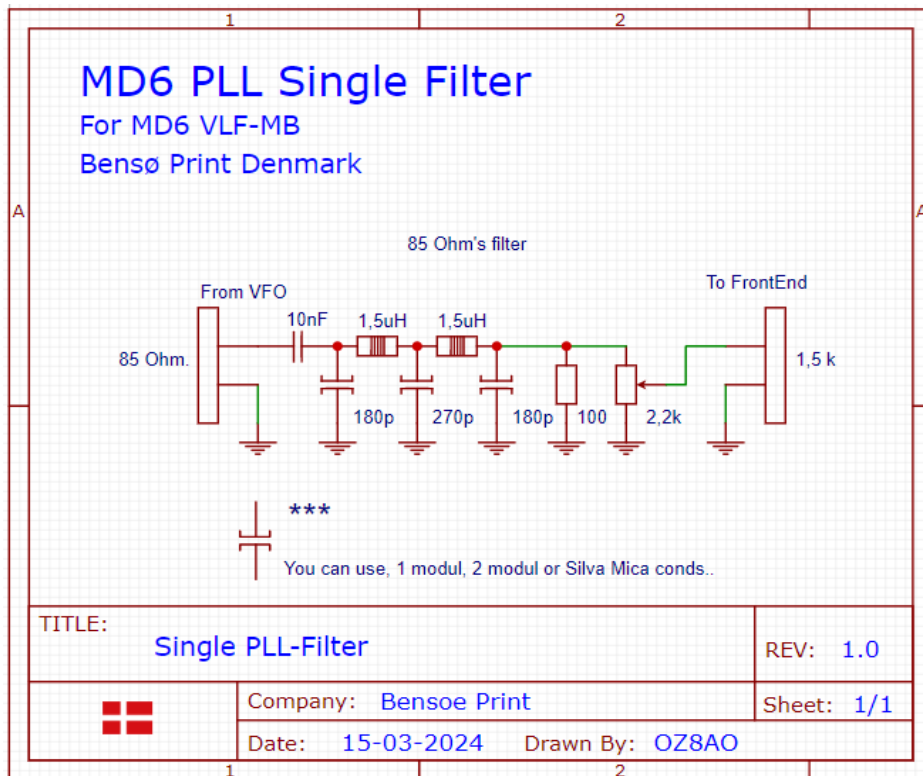 1
2
MD6 PLL Single Filter
For MD6 VLF-MB
Bensø Print Denmark
A
A
85 Ohm's filter
From VFO
To FrontEnd
10nF
1,5uH
1,5uH
85 Ohm.
1,5 k
180p
270p
180p
100
2,2k
***
You can use, 1 modul, 2 modul or Silva Mica conds..
TITLE:
Single PLL-Filter
REV: 1.0
Company: Bensoe Print
Sheet: 1/1
Date: 15-03-2024
Drawn By: OZ8AO
1
2